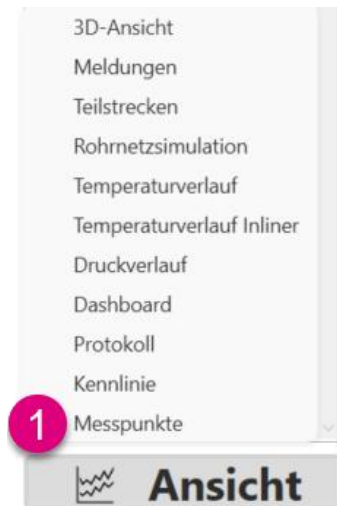 3D-Ansicht
Meldungen
Teilstrecken
Rohrnetzsimulation
Temperaturverlauf
Temperaturverlauf Inliner
Druckverlauf
Dashboard
Protokoll
Kennlinie
1 Messpunkte
Ansicht